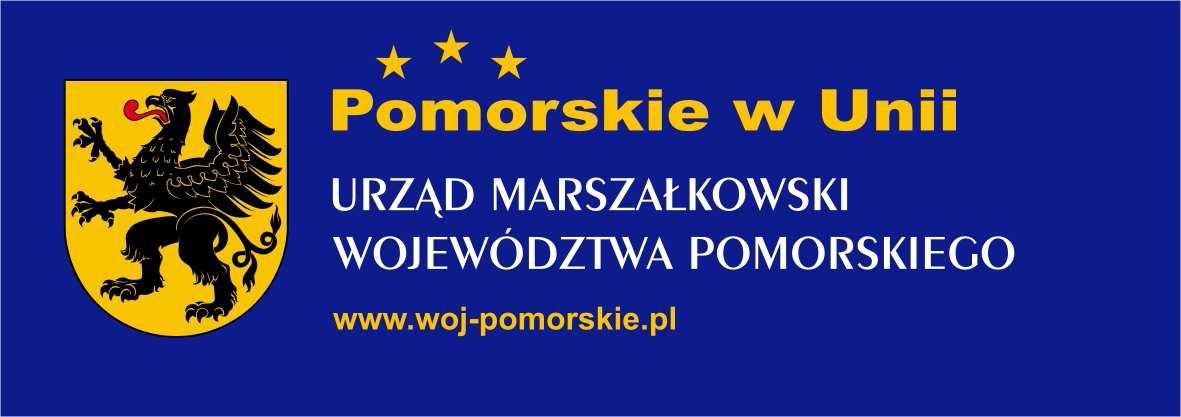 Pomorskie w Unii
URZĄD MARSZAŁKOWSKI
WOJEWÓDZTWA POMORSKIEGO
www.woj-pomorskie.pl